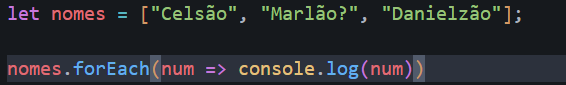 let nomes = ["Celsão", "Marlão?", "Danielzão"];
nomes.forEach(num => console.log(num))